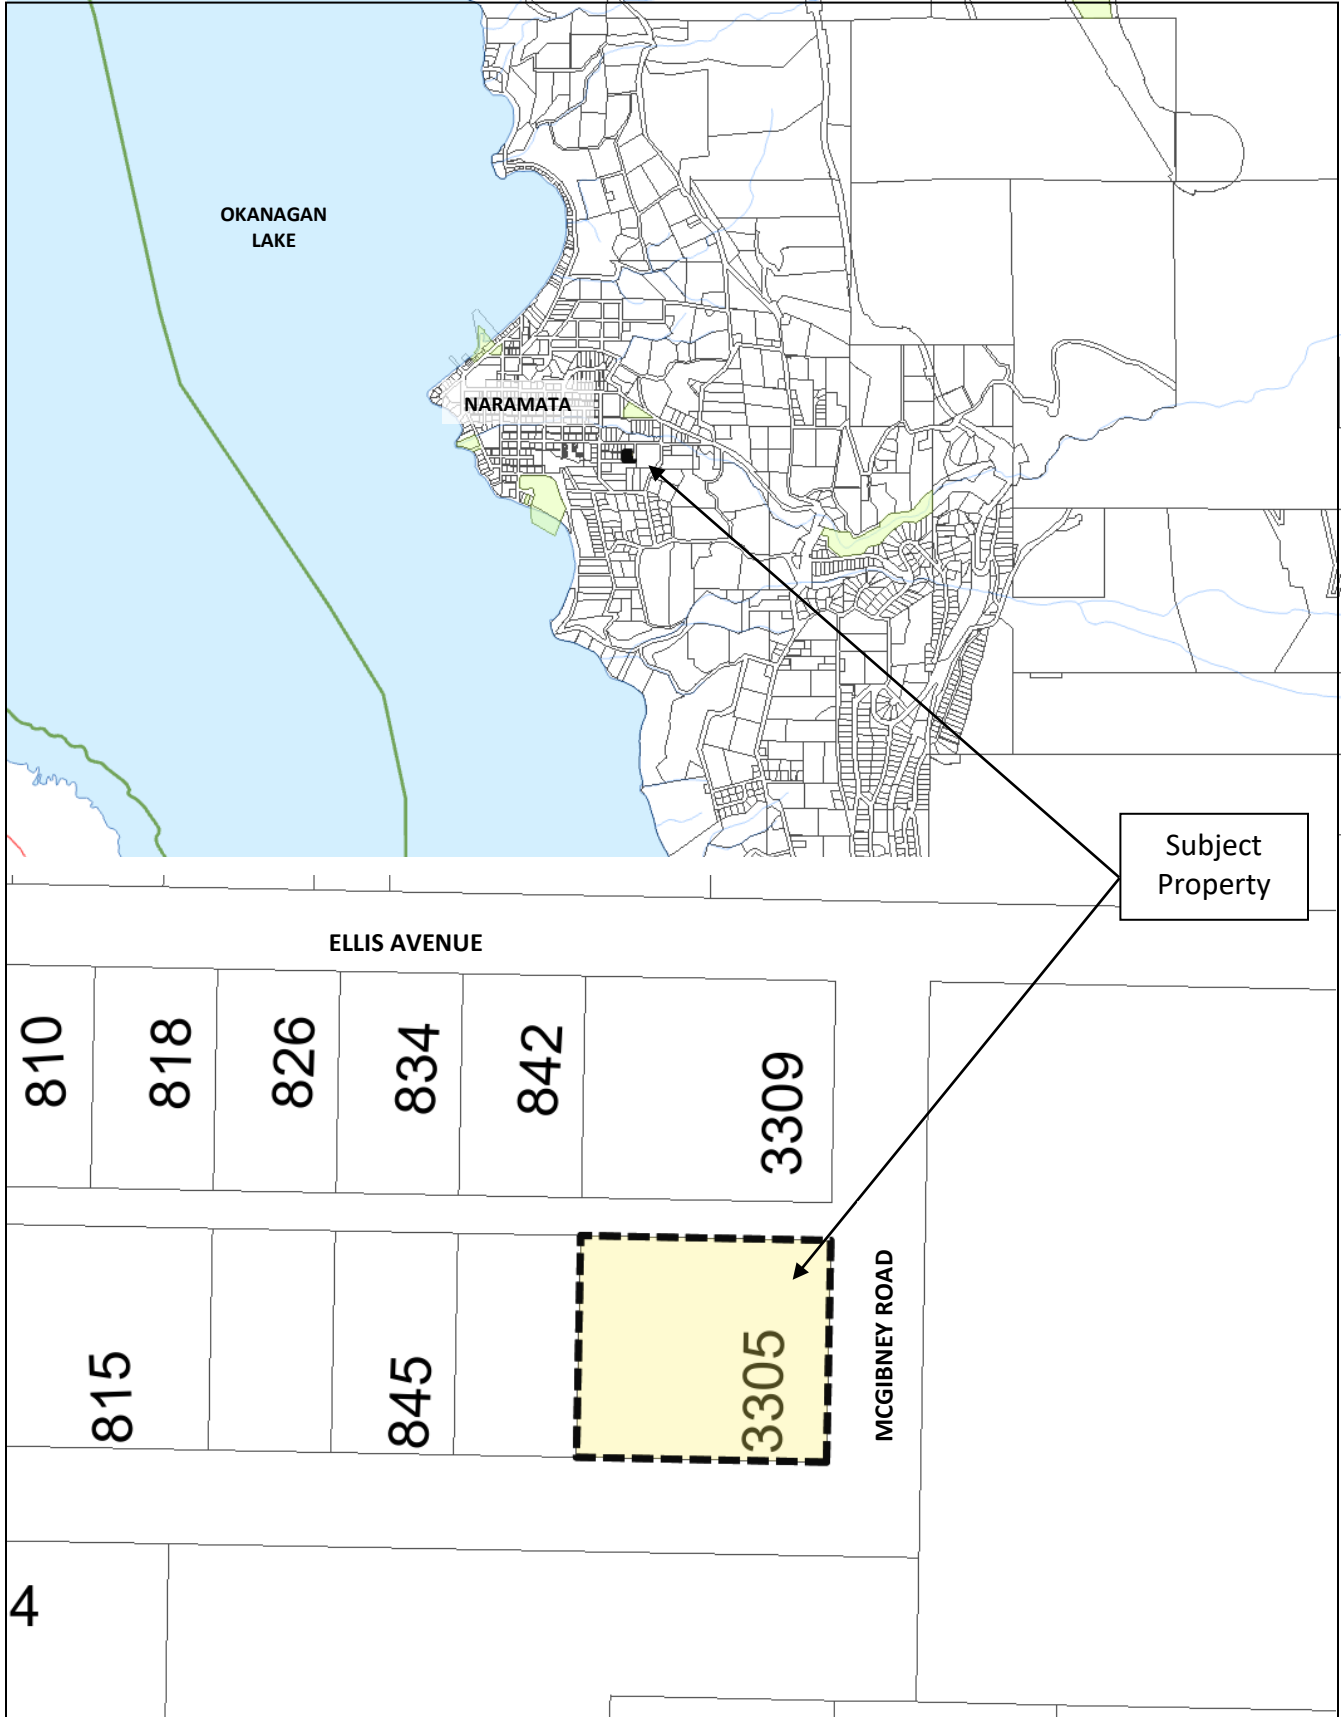 OKANAGAN
LAKE
NARAMATA
Subject
Property
ELLIS AVENUE
810
818
826
834
842
3309
815
845
3305
MCGIBNEY ROAD
4